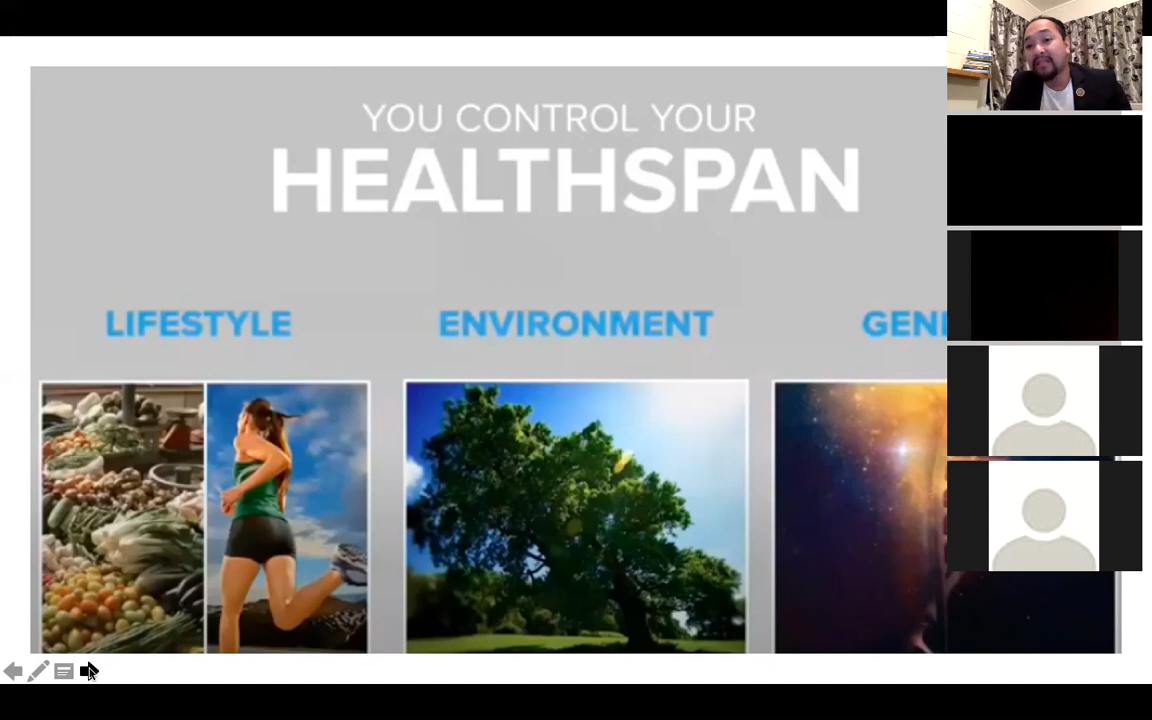 YOU CONTROL YOUR
HEALTHSPAN
LIFESTYLE
ENVIRONMENT